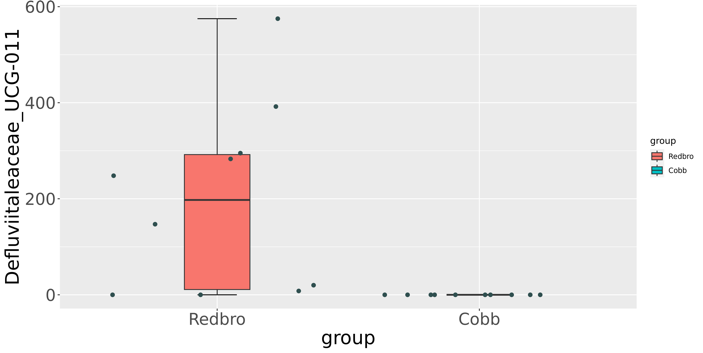 Defluviitaleaceae_UCG-011
600
400
200
0
Redbro
Cobb
group
group
Redbro
Cobb